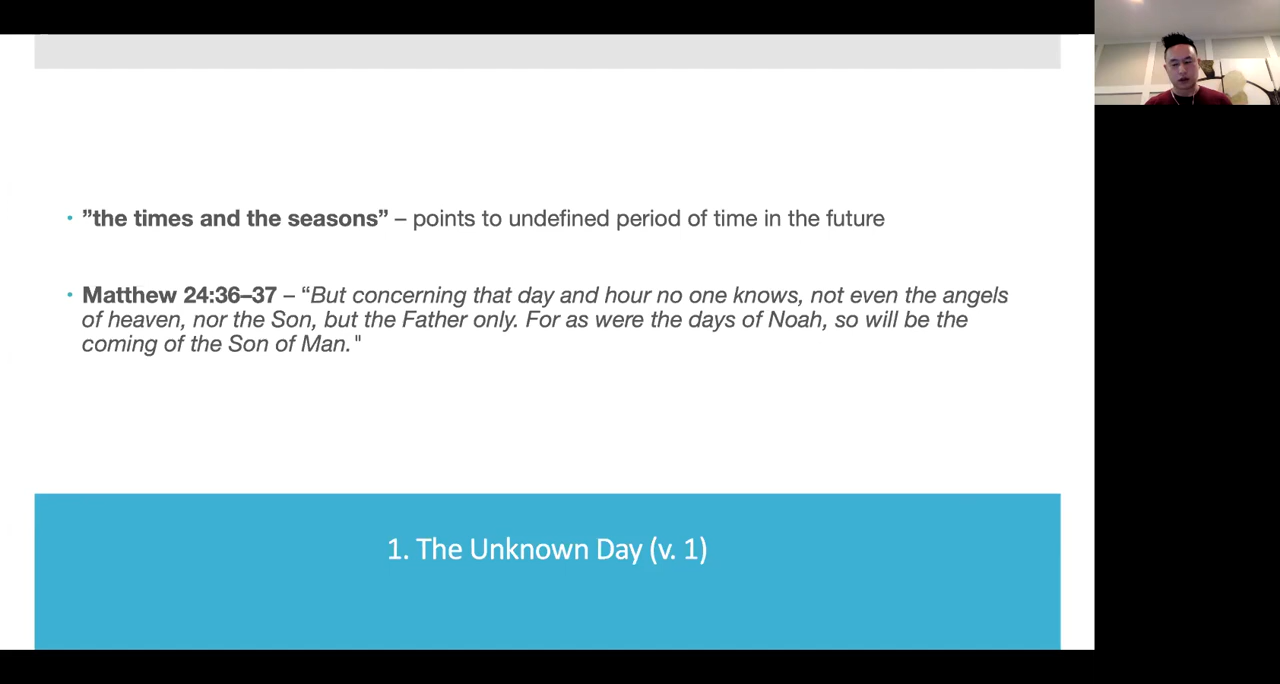 • ”the times and the seasons” – points to undefined period of time in the future
• Matthew 24:36–37 – “But concerning that day and hour no one knows, not even the angels
of heaven, nor the Son, but the Father only. For as were the days of Noah, so will be the
coming of the Son of Man."
1. The Unknown Day (v. 1)